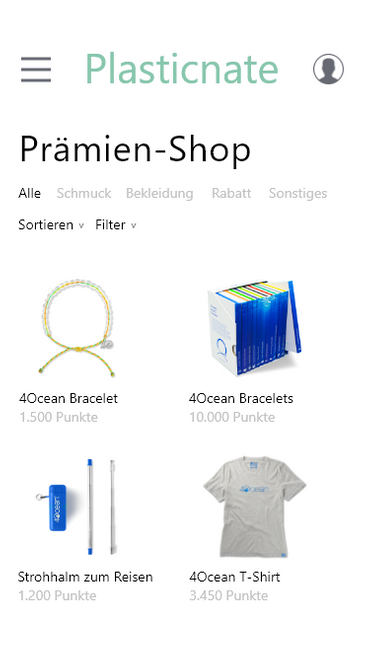 Plasticnate
Prämien-Shop
Alle Schmuck Bekleidung Rabatt Sonstiges
Sortieren v Filter v
4Ocean Bracelet 4Ocean Bracelets
1.500 Punkte 10.000 Punkte
4Ocean
Strohhalm zum Reisen 4Ocean T-Shirt
1.200 Punkte 3.450 Punkte